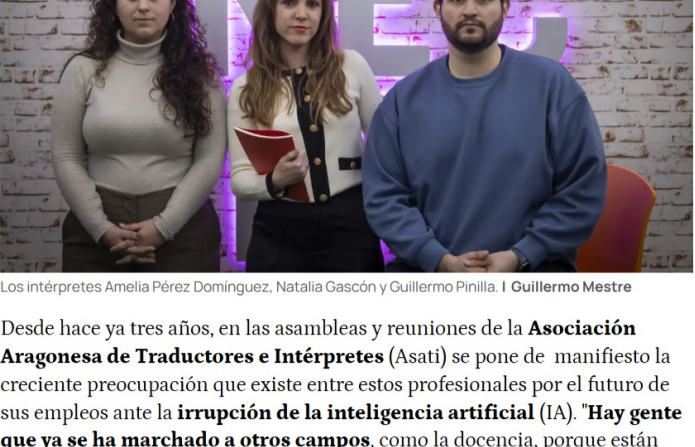 Los intérpretes Amelia Pérez Domínguez, Natalia Gascón y Guillermo Pinilla. | Guillermo Mestre
Desde hace ya tres años, en las asambleas y reuniones de la Asociación
Aragonesa de Traductores e Intérpretes (Asati) se pone de manifiesto la
creciente preocupación que existe entre estos profesionales por el futuro de
sus empleos ante la irrupción de la inteligencia artificial (IA). "Hay gente
que ya se ha marchado a otros campos, como la docencia, porque están